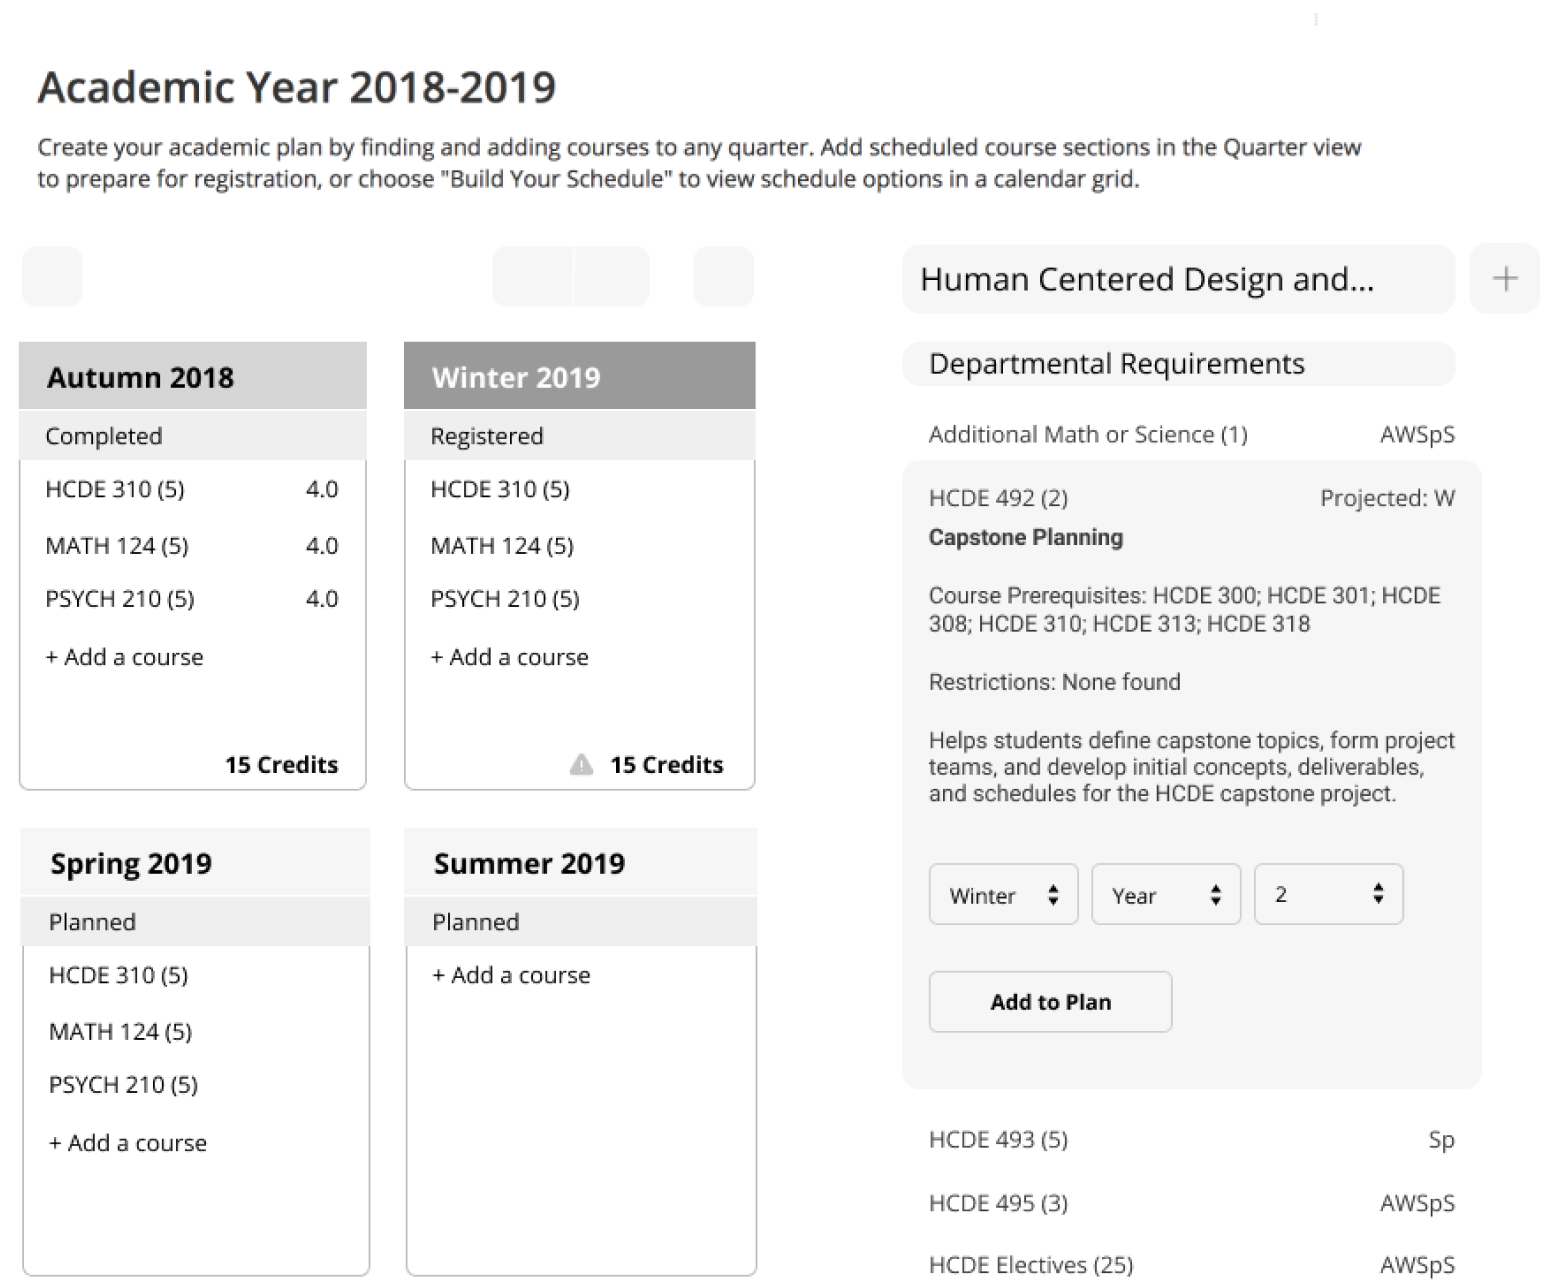 Academic Year 2018-2019
Create your academic plan by finding and adding courses to any quarter. Add scheduled course sections in the Quarter view
to prepare for registration, or choose "Build Your Schedule" to view schedule options in a calendar grid.
Autumn 2018
Completed
HCDE 310 (5) 4.0
MATH 124 (5) 4.0
PSYCH 210 (5) 4.0
+ Add a course
15 Credits
Winter 2019
Registered
HCDE 310 (5)
MATH 124 (5)
PSYCH 210 (5)
+ Add a course
15 Credits
Spring 2019
Planned
HCDE 310 (5)
MATH 124 (5)
PSYCH 210 (5)
+ Add a course
Summer 2019
Planned
+ Add a course
Human Centered Design and...
+
Departmental Requirements
Additional Math or Science (1) AWSpS
HCDE 492 (2) Projected: W
Capstone Planning
Course Prerequisites: HCDE 300; HCDE 301; HCDE
308; HCDE 310; HCDE 313; HCDE 318
Restrictions: None found
Helps students define capstone topics, form project
teams, and develop initial concepts, deliverables,
and schedules for the HCDE capstone project.
Winter Year 2
Add to Plan
HCDE 493 (5) Sp
HCDE 495 (3) AWSpS
HCDE Electives (25) AWSpS